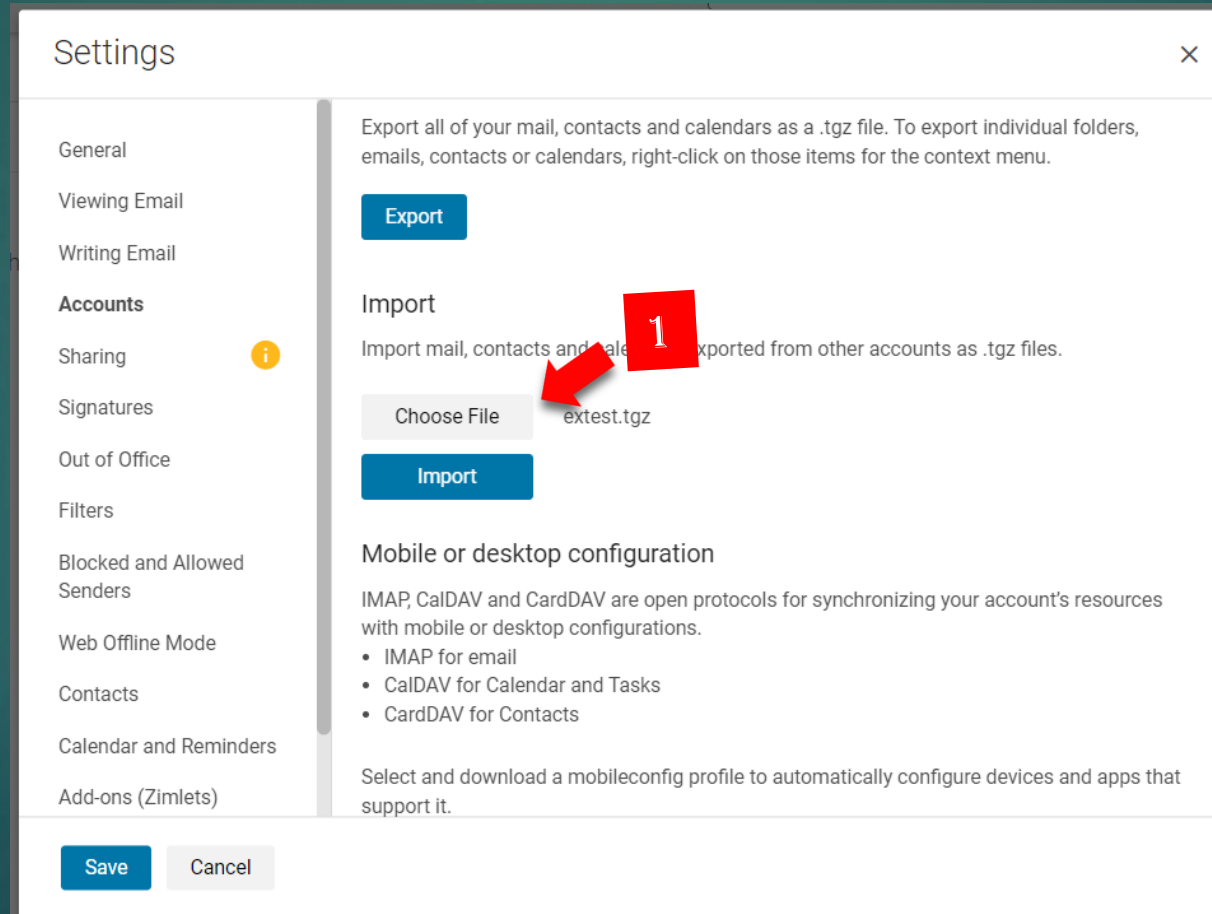 Settings
General
Viewing Email
Writing Email
Accounts
Sharing
Signatures
Out of Office
Filters
Blocked and Allowed
Senders
Web Offline Mode
Contacts
Calendar and Reminders
Add-ons (Zimlets)
Export all of your mail, contacts and calendars as a .tgz file. To export individual folders,
emails, contacts or calendars, right-click on those items for the context menu.
Export
Import
1
Import mail, contacts and from other accounts as .tgz files.
Choose File
extest.tgz
Import
Mobile or desktop configuration
IMAP, CalDAV and CardDAV are open protocols for synchronizing your account's resources
with mobile or desktop configurations.
• IMAP for email
• CalDAV for Calendar and Tasks
• CardDAV for Contacts
Select and download a mobileconfig profile to automatically configure devices and apps that
support it.
Save
Cancel